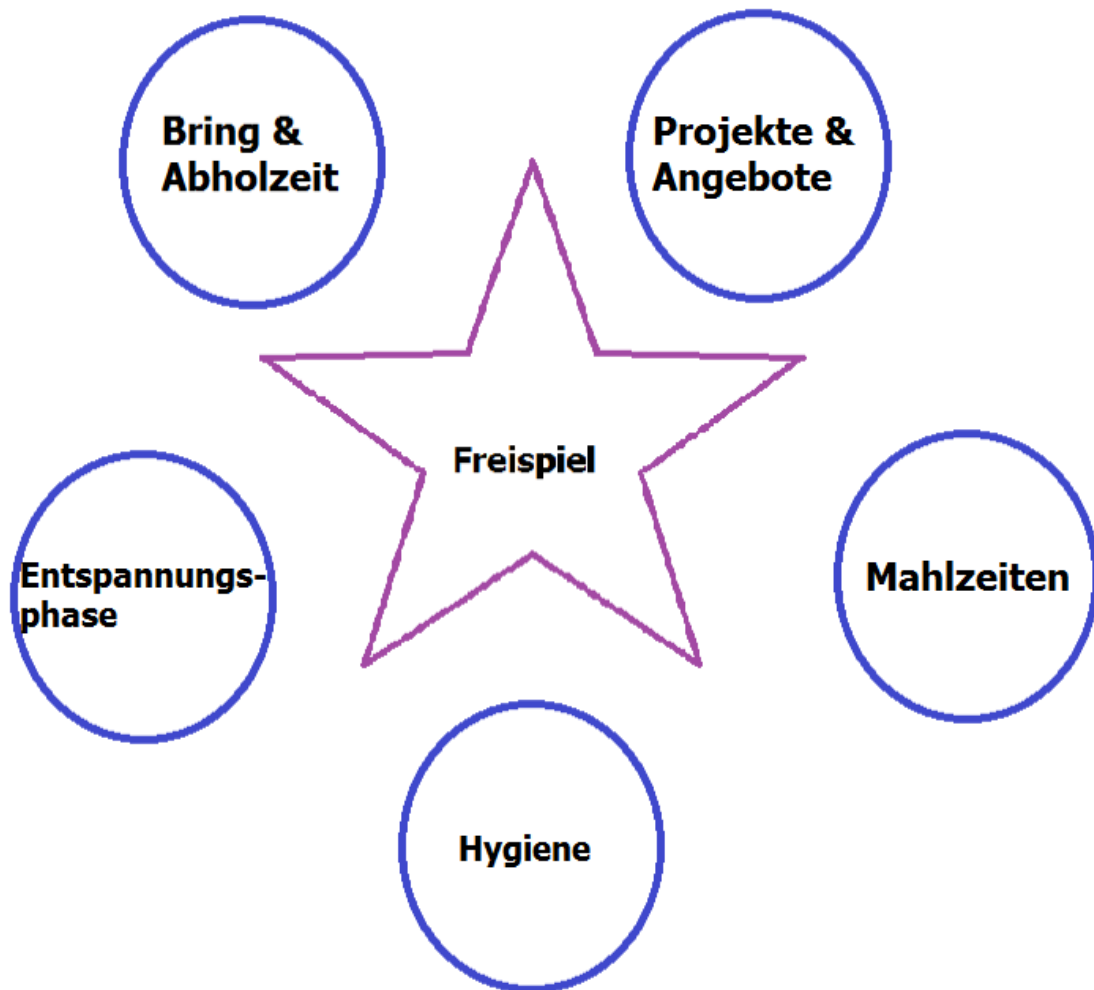 Bring &
Abholzeit
Projekte &
Angebote
Freispiel
Entspannungs-
phase
Mahlzeiten
Hygiene